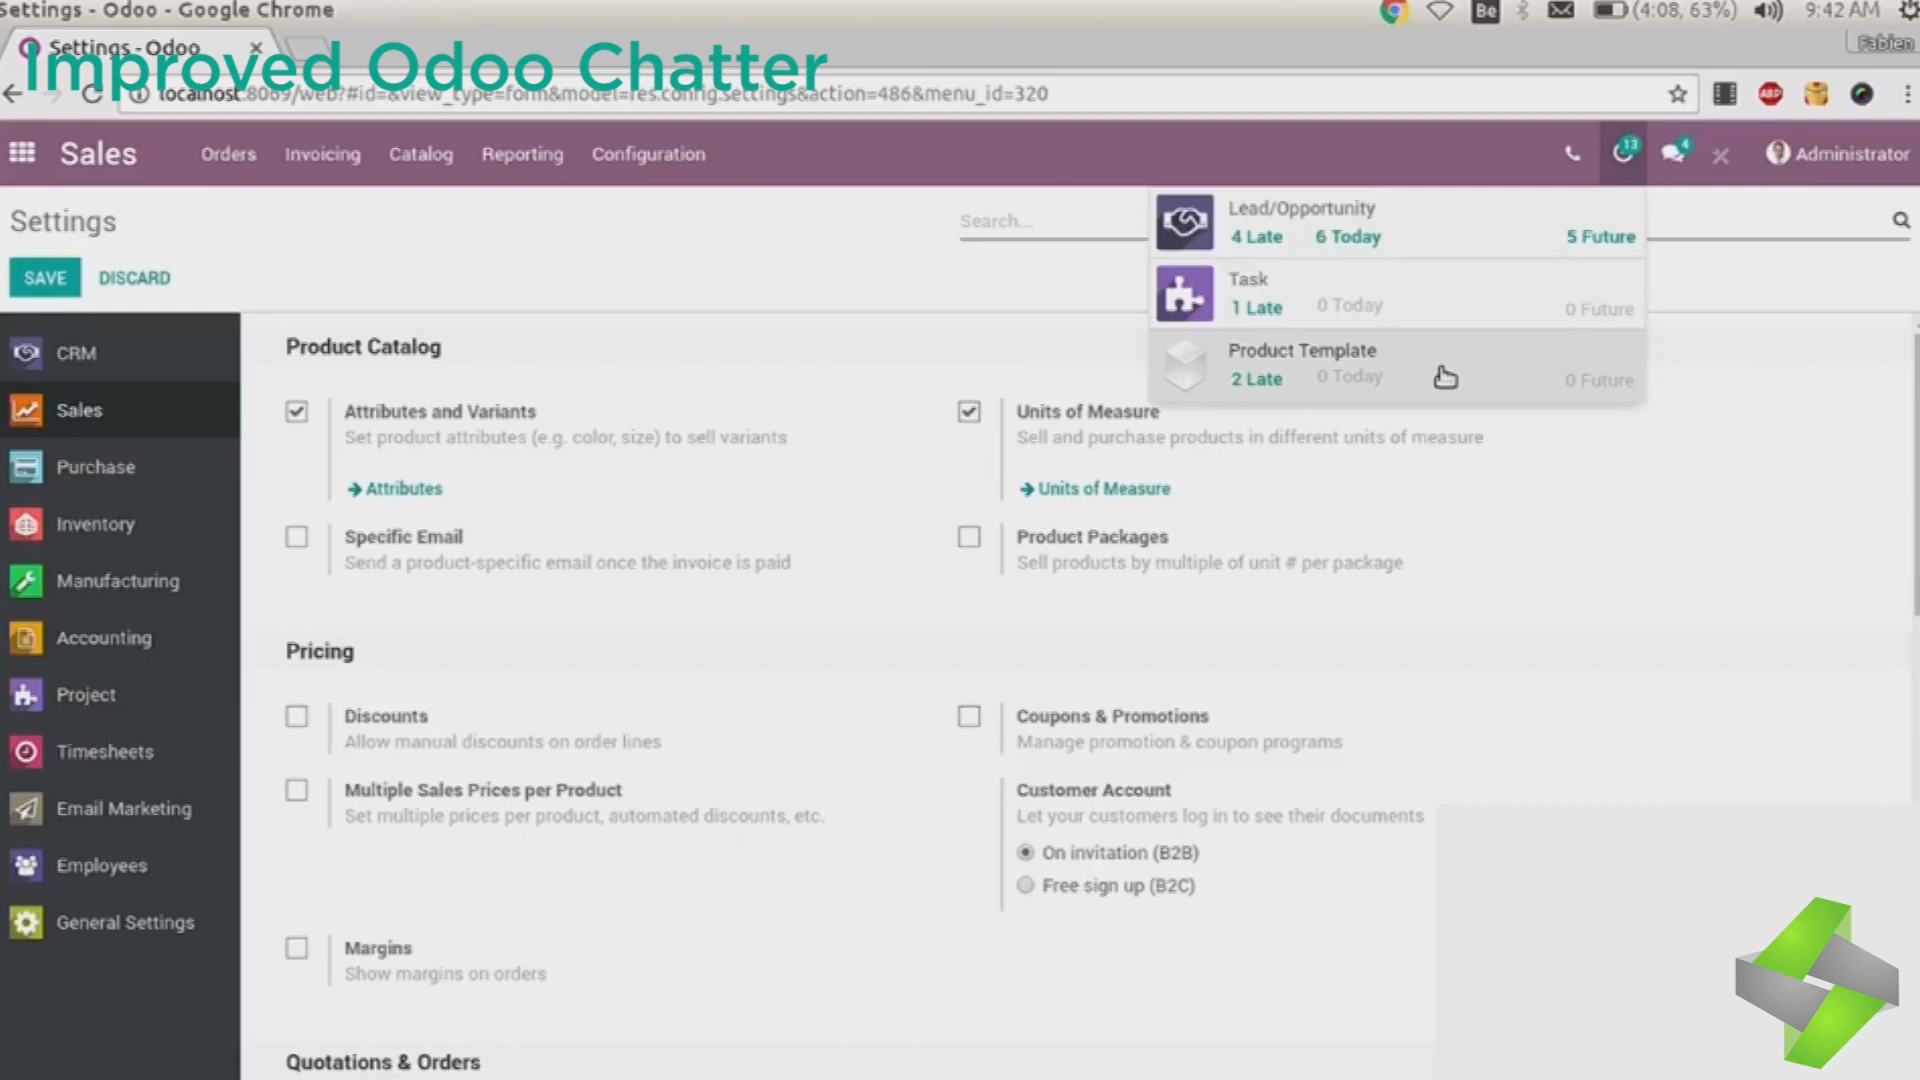 Settings - Odoo - Google Chrome
Be
(4:08, 63%)
9:42 AM
Settings - Odoo
Fabien
Improved Odoo Chatter
localhost:8069/web?#id=&view_type=form&model=res.config.settings&action=486&menu_id=320
ABP
Sales
Orders
Invoicing
Catalog
Reporting
Configuration
13
4
Administrator
Settings
Search...
Lead/Opportunity
4 Late
6 Today
5 Future
SAVE
DISCARD
Task
1 Late
0 Today
0 Future
Product Template
2 Late
0 Today
0 Future
CRM
Sales
Purchase
Inventory
Manufacturing
Accounting
Project
Timesheets
Email Marketing
Employees
General Settings
Product Catalog
Attributes and Variants
Set product attributes (e.g. color, size) to sell variants
Attributes
Units of Measure
Sell and purchase products in different units of measure
Units of Measure
Specific Email
Send a product-specific email once the invoice is paid
Product Packages
Sell products by multiple of unit # per package
Pricing
Discounts
Allow manual discounts on order lines
Coupons & Promotions
Manage promotion & coupon programs
Multiple Sales Prices per Product
Set multiple prices per product, automated discounts, etc.
Customer Account
Let your customers log in to see their documents
On invitation (B2B)
Free sign up (B2C)
Margins
Show margins on orders
Quotations & Orders